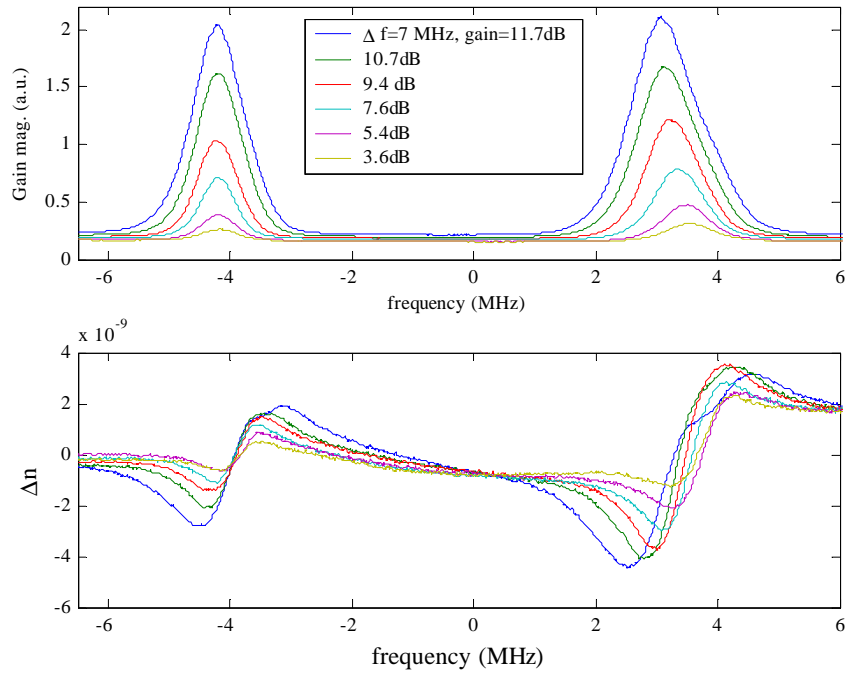 Gain mag. (a.u.)
2
1.5
1
0.5
0
Δ f=7 MHz, gain=11.7dB
10.7dB
9.4 dB
7.6dB
5.4dB
3.6dB
-6 -4 -2 0 2 4 6
frequency (MHz)
x 10^-9
Δn
4
2
0
-2
-4
-6
-6 -4 -2 0 2 4 6
frequency (MHz)